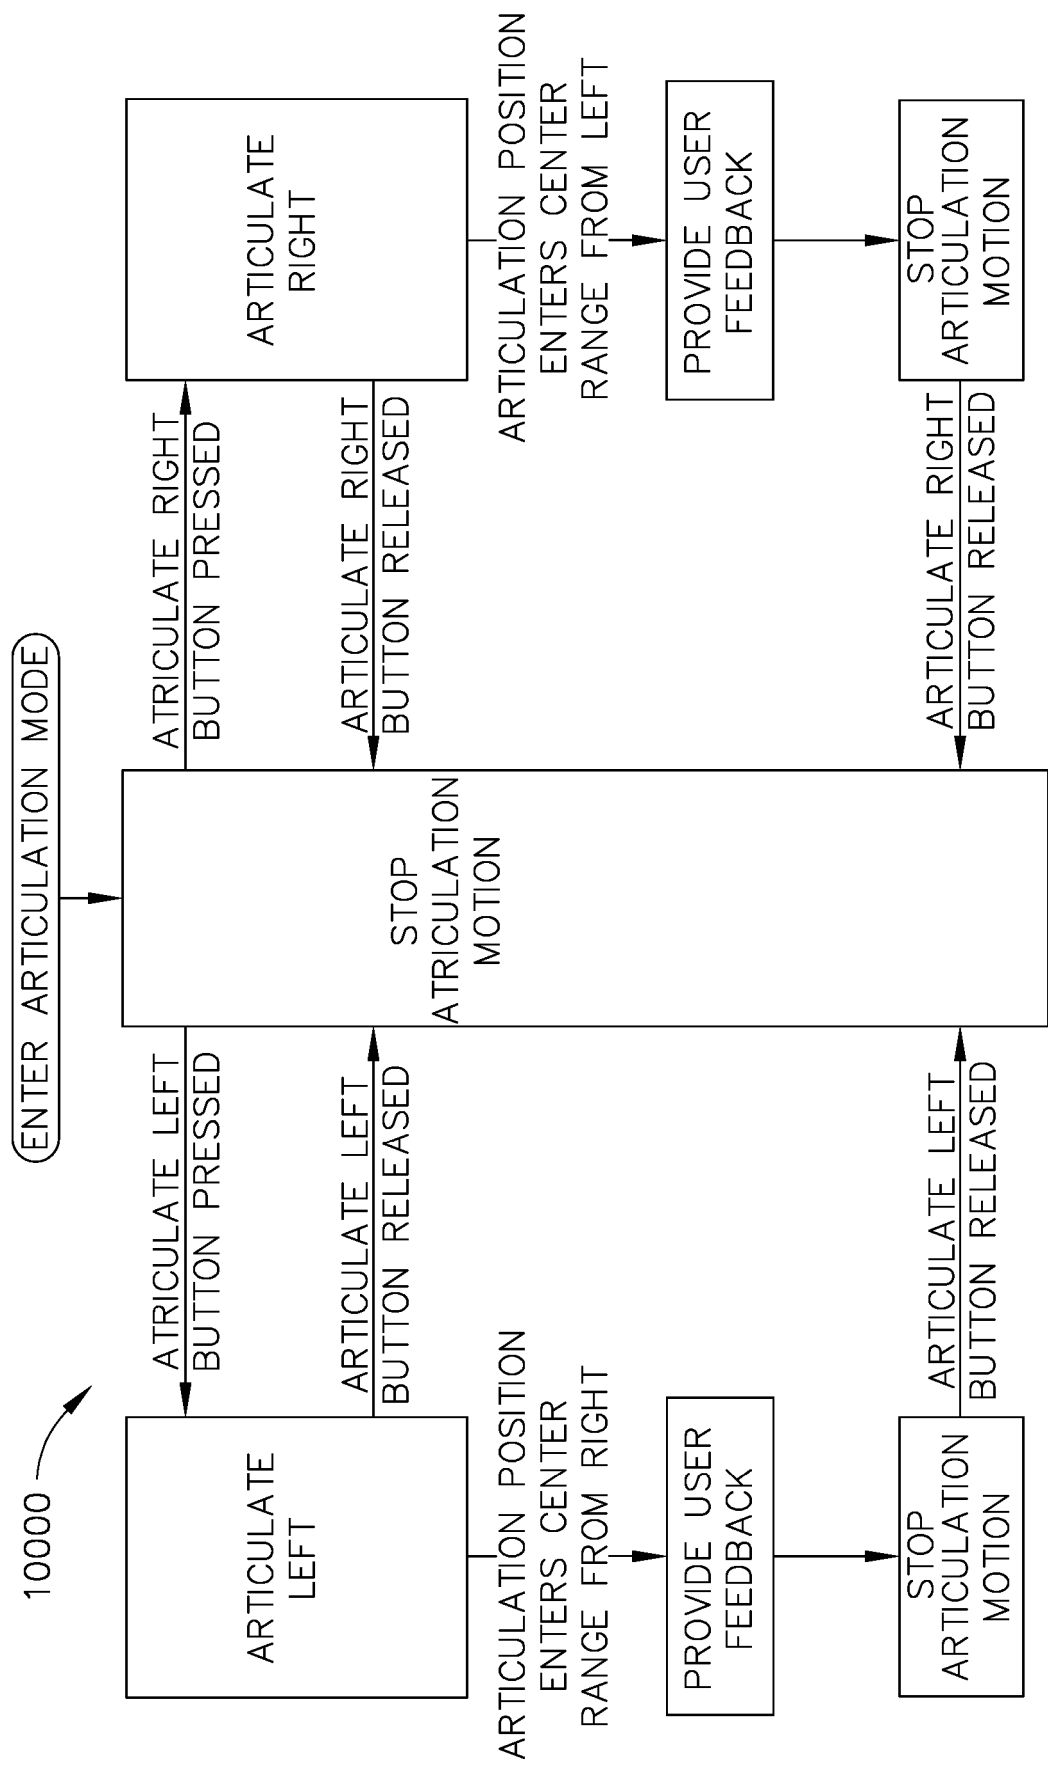 10000
ENTER ARTICULATION MODE
ATRICULATE LEFT
BUTTON PRESSED
ATRICULATE RIGHT
BUTTON PRESSED
ARTICULATE
LEFT
ARTICULATE LEFT
BUTTON RELEASED
STOP
ATRICULATION
MOTION
ARTICULATE RIGHT
BUTTON RELEASED
ARTICULATE
RIGHT
ARTICULATION POSITION
ENTERS CENTER
RANGE FROM RIGHT
ARTICULATION POSITION
ENTERS CENTER
RANGE FROM LEFT
PROVIDE USER
FEEDBACK
PROVIDE USER
FEEDBACK
STOP
ARTICULATION
MOTION
ARTICULATE LEFT
BUTTON RELEASED
ARTICULATE RIGHT
BUTTON RELEASED
STOP
ARTICULATION
MOTION